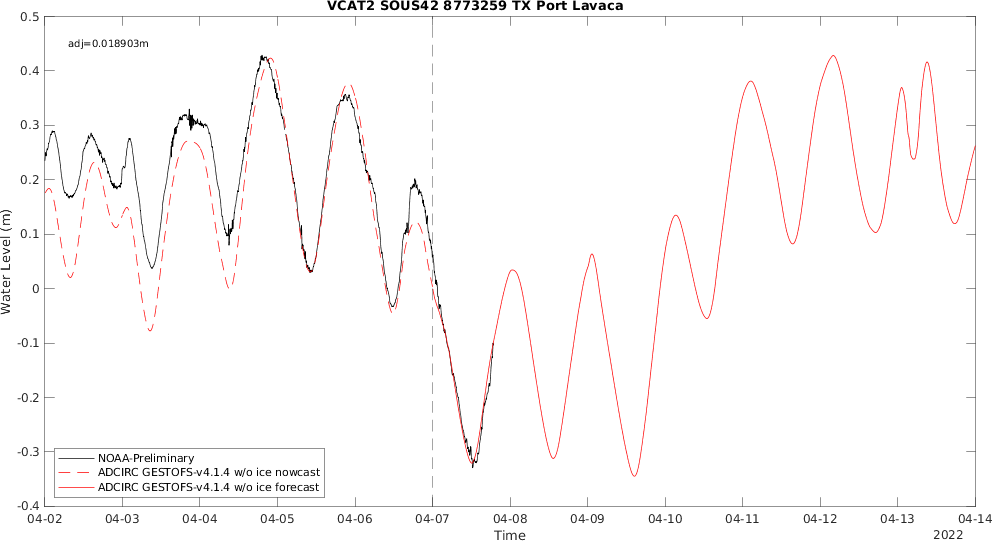 VCAT2 SOUS42 8773259 TX Port Lavaca
adj=0.018903m
0.5
0.4
0.3
0.2
0.1
0
-0.1
-0.2
-0.3
-0.4
Water Level (m)
NOAA-Preliminary
ADCIRC GESTOFS-v4.1.4 w/o ice nowcast
ADCIRC GESTOFS-v4.1.4 w/o ice forecast
04-02 04-03 04-04 04-05 04-06 04-07 04-08 04-09 04-10 04-11 04-12 04-13 04-14
Time
2022